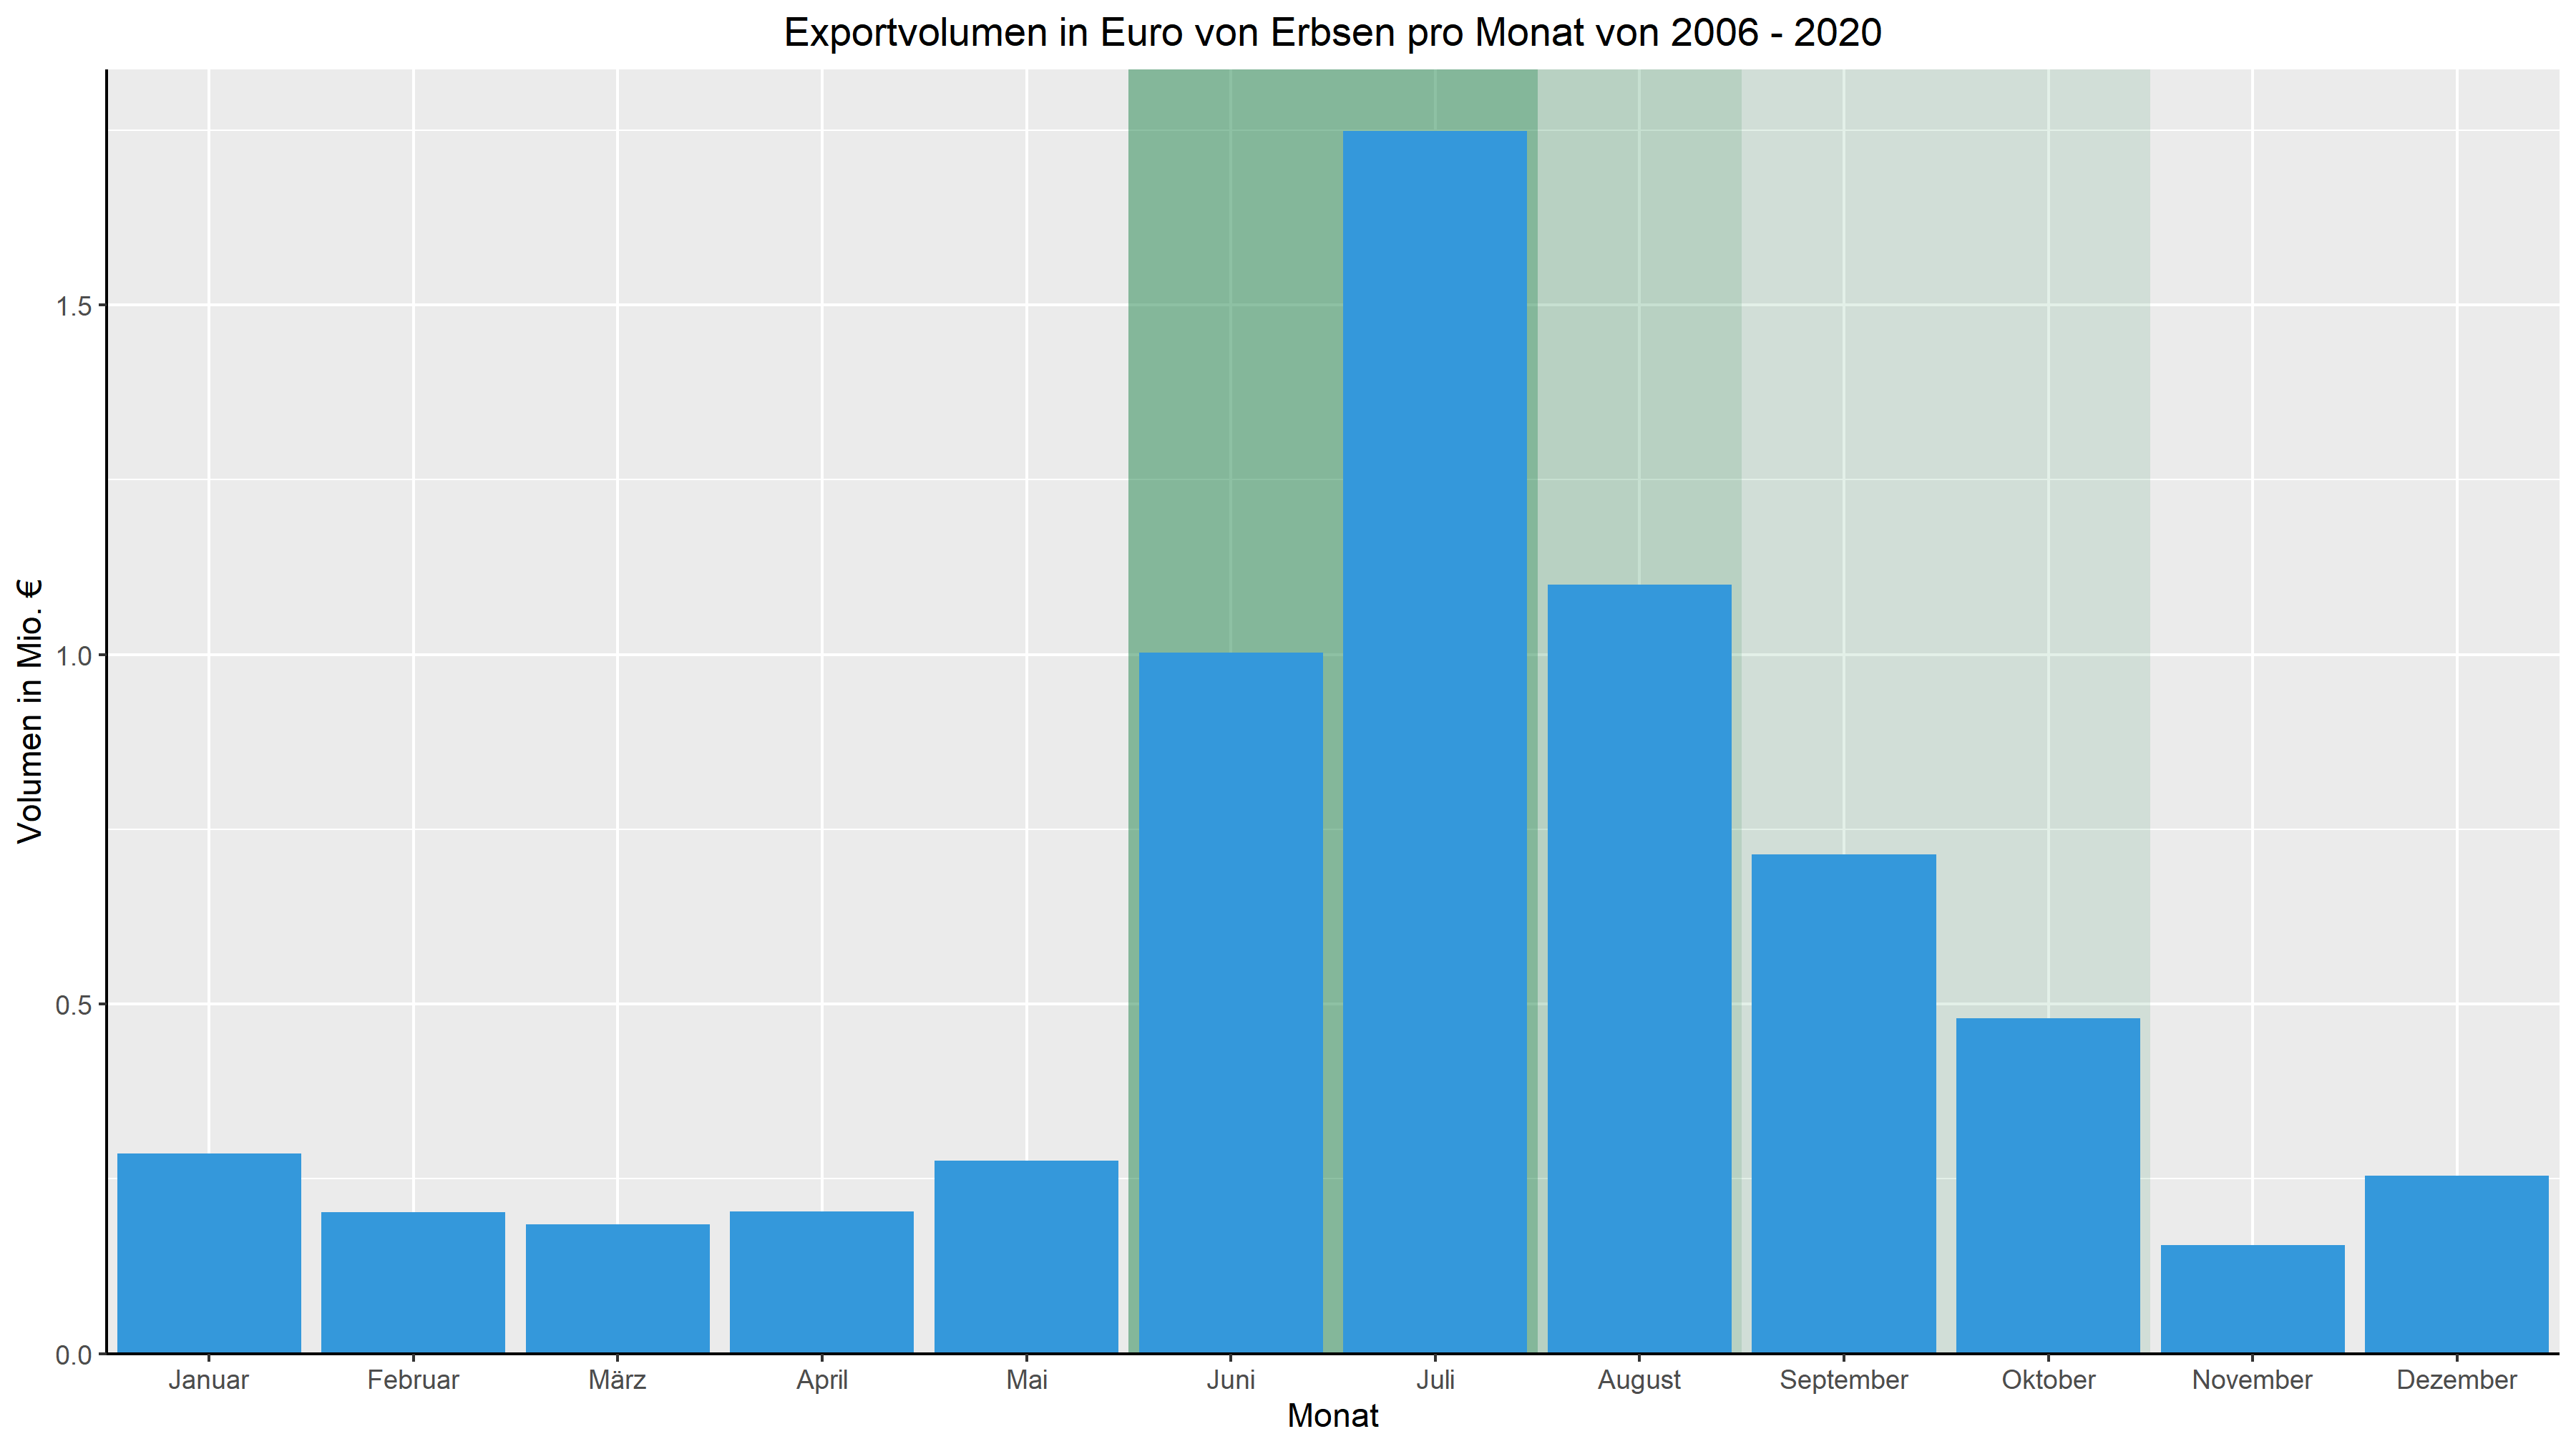 Exportvolumen in Euro von Erbsen pro Monat von 2006 - 2020
Volumen in Mio. €
1.5
1.0
0.5
0.0
Januar Februar März April Mai Juni Juli August September Oktober November Dezember
Monat